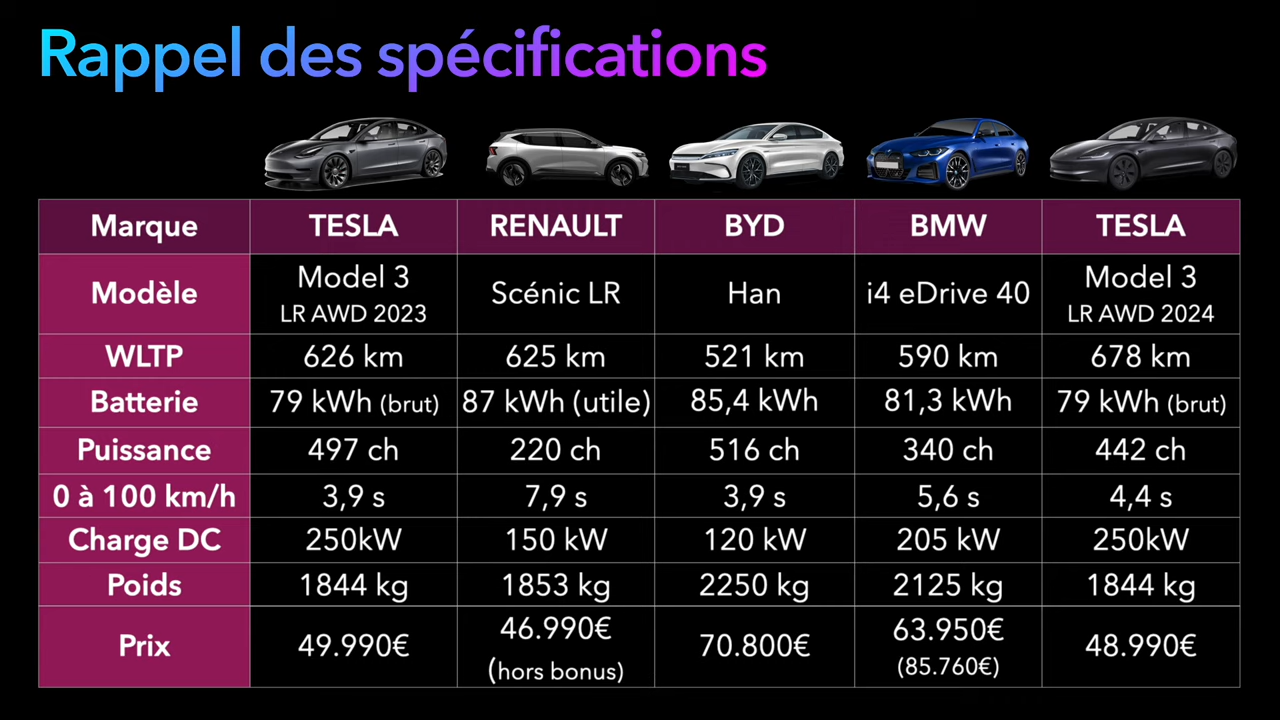 Rappel des spécifications
Marque TESLA RENAULT BYD BMW TESLA
Modèle Model 3 LR AWD 2023 Scénic LR Han i4 eDrive 40 Model 3 LR AWD 2024
WLTP 626 km 625 km 521 km 590 km 678 km
Batterie 79 kWh (brut) 87 kWh (utile) 85,4 kWh 81,3 kWh 79 kWh (brut)
Puissance 497 ch 220 ch 516 ch 340 ch 442 ch
0 à 100 km/h 3,9 s 7,9 s 3,9 s 5,6 s 4,4 s
Charge DC 250kW 150 kW 120 kW 205 kW 250kW
Poids 1844 kg 1853 kg 2250 kg 2125 kg 1844 kg
Prix 49.990€ 46.990€ (hors bonus) 70.800€ 63.950€ (85.760€) 48.990€